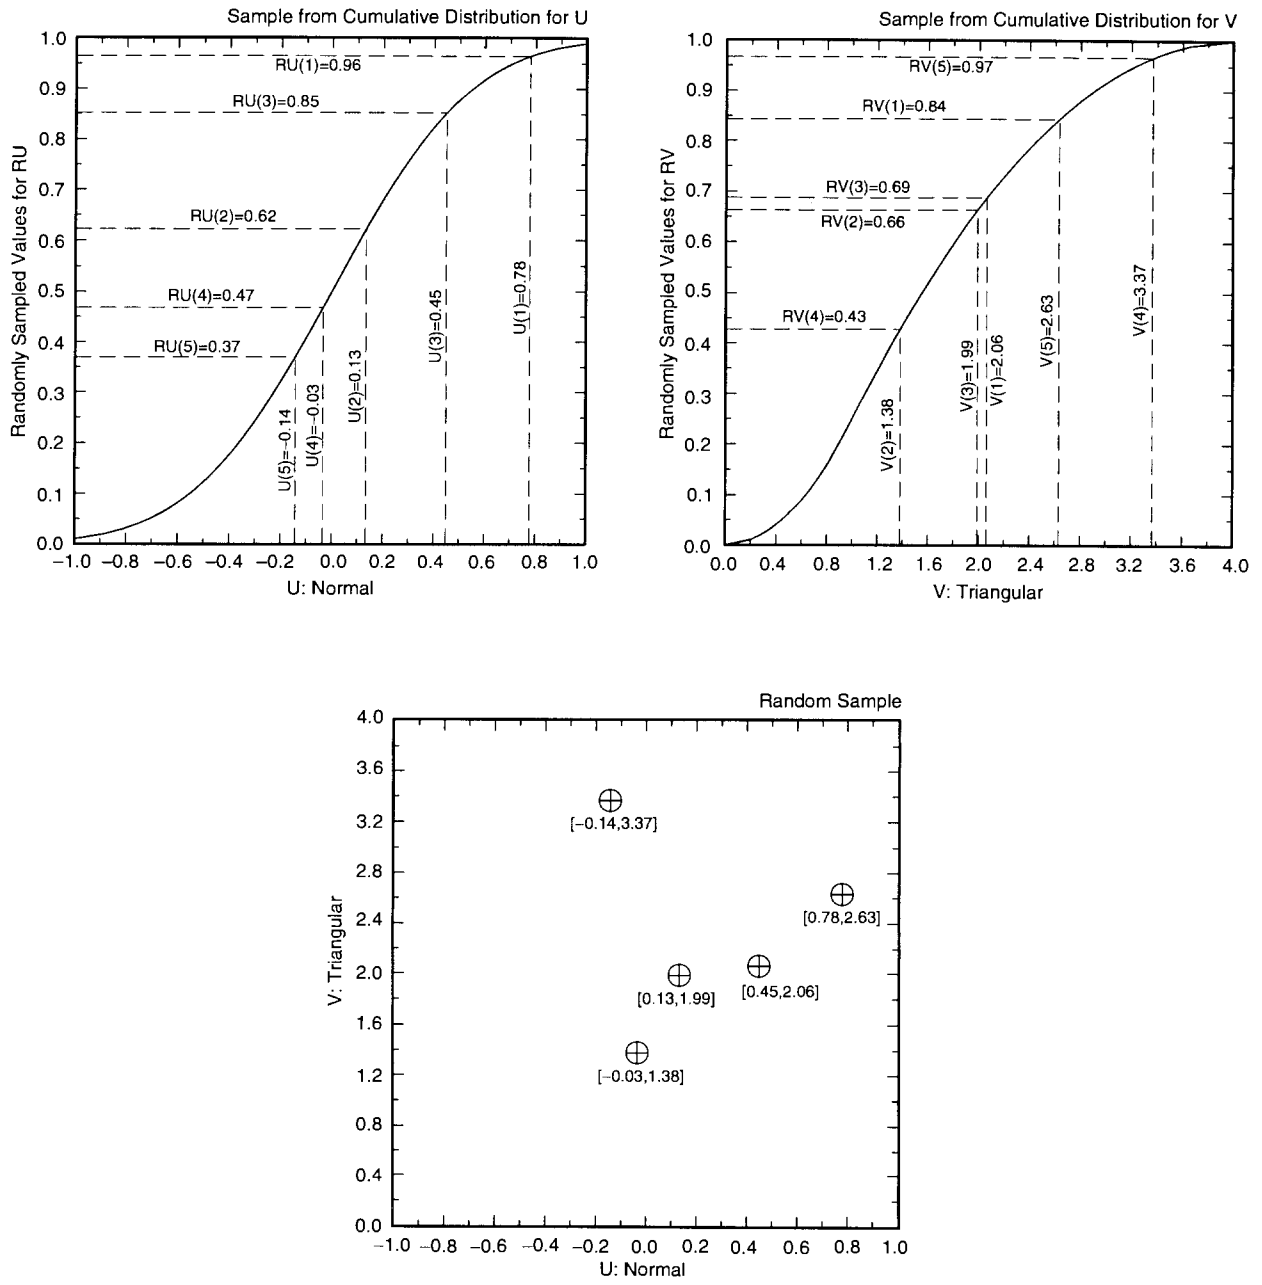 Sample from Cumulative Distribution for U
1.0
0.9
0.8
0.7
0.6
0.5
0.4
0.3
0.2
0.1
0.0
Randomly Sampled Values for RU
RU(1)=0.96
RU(3)=0.85
RU(2)=0.62
RU(4)=0.47
RU(5)=0.37
U(5)=-0.14
U(4)=-0.03
U(2)=0.13
U(3)=0.45
U(1)=0.78
−1.0 −0.8 −0.6 −0.4 −0.2 0.0 0.2 0.4 0.6 0.8 1.0
U: Normal
Sample from Cumulative Distribution for V
1.0
0.9
0.8
0.7
0.6
0.5
0.4
0.3
0.2
0.1
0.0
Randomly Sampled Values for RV
RV(5)=0.97
RV(1)=0.84
RV(3)=0.69
RV(2)=0.66
RV(4)=0.43
V(2)=1.38
V(3)=1.99
V(1)=2.06
V(5)=2.63
V(4)=3.37
0.0 0.4 0.8 1.2 1.6 2.0 2.4 2.8 3.2 3.6 4.0
V: Triangular
Random Sample
4.0
3.6
3.2
2.8
2.4
2.0
1.6
1.2
0.8
0.4
0.0
V: Triangular
[−0.14,3.37]
[0.78,2.63]
[0.13,1.99]
[0.45,2.06]
[−0.03,1.38]
−1.0 −0.8 −0.6 −0.4 −0.2 0.0 0.2 0.4 0.6 0.8 1.0
U: Normal